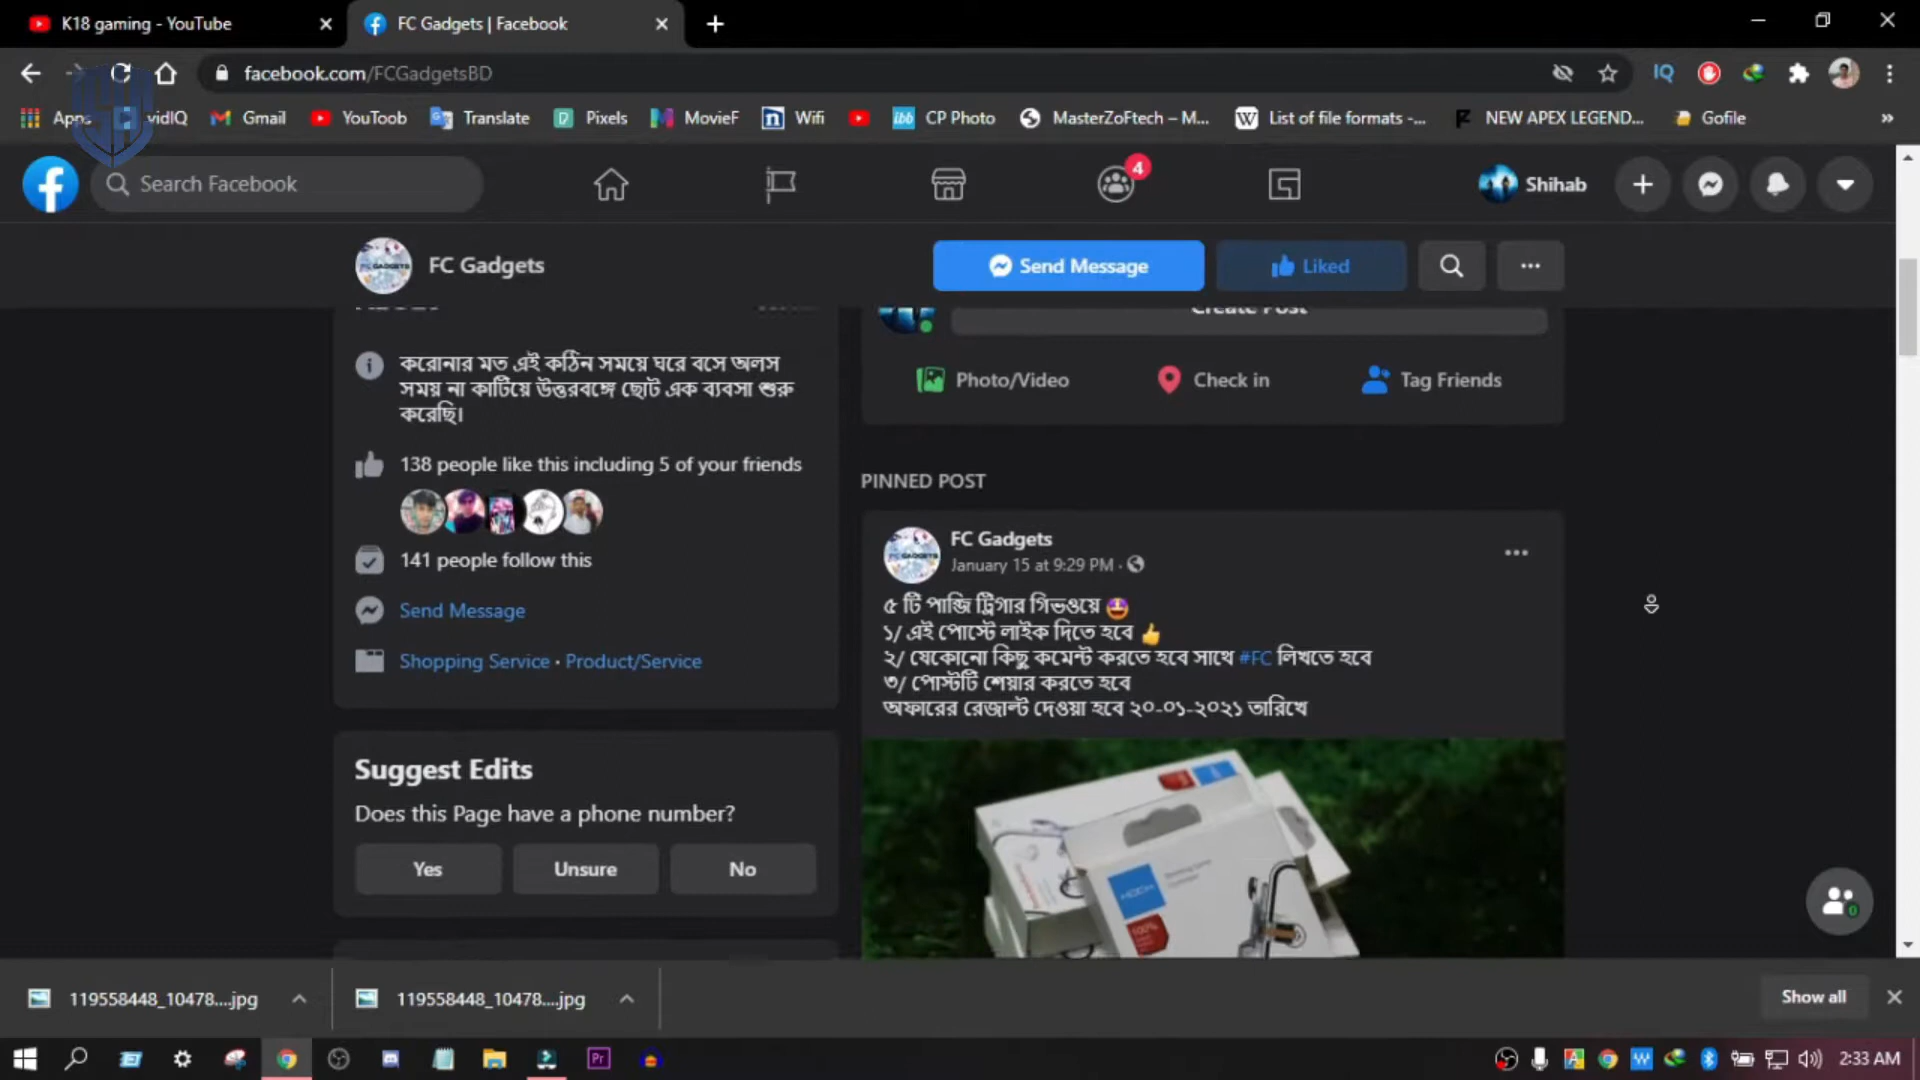 K18 gaming - YouTube
FC Gadgets | Facebook
facebook.com/FCGadgetsBD
Apps
vidIQ
Gmail
YouToob
Translate
Pixels
MovieF
Wifi
CP Photo
MasterZoFtech – M...
List of file formats -...
NEW APEX LEGEND...
Gofile
Search Facebook
4
Shihab
FC Gadgets
Send Message
Liked
Create Post
করোনার মত এই কঠিন সময়ে ঘরে বসে অলস
সময় না কাটিয়ে উত্তরবঙ্গে ছোট এক ব্যবসা শুরু
করেছি।
138 people like this including 5 of your friends
141 people follow this
Send Message
Shopping Service · Product/Service
Suggest Edits
Does this Page have a phone number?
Yes
Unsure
No
Photo/Video
Check in
Tag Friends
PINNED POST
FC Gadgets
January 15 at 9:29 PM ·
৫ টি পাব্জি ট্রিগার গিভওয়ে 🤩
১/ এই পোস্টে লাইক দিতে হবে 👍
২/ যেকোনো কিছু কমেন্ট করতে হবে সাথে #FC লিখতে হবে
৩/ পোস্টটি শেয়ার করতে হবে
অফারের রেজাল্ট দেওয়া হবে ২০-০১-২০২১ তারিখে
100%
0
119558448_10478....jpg
119558448_10478....jpg
Show all
2:33 AM